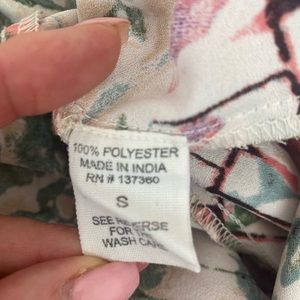 100% POLYESTER
MADE IN INDIA
RN # 137360
S
SEE REVERSE
FOR
WASH CARE